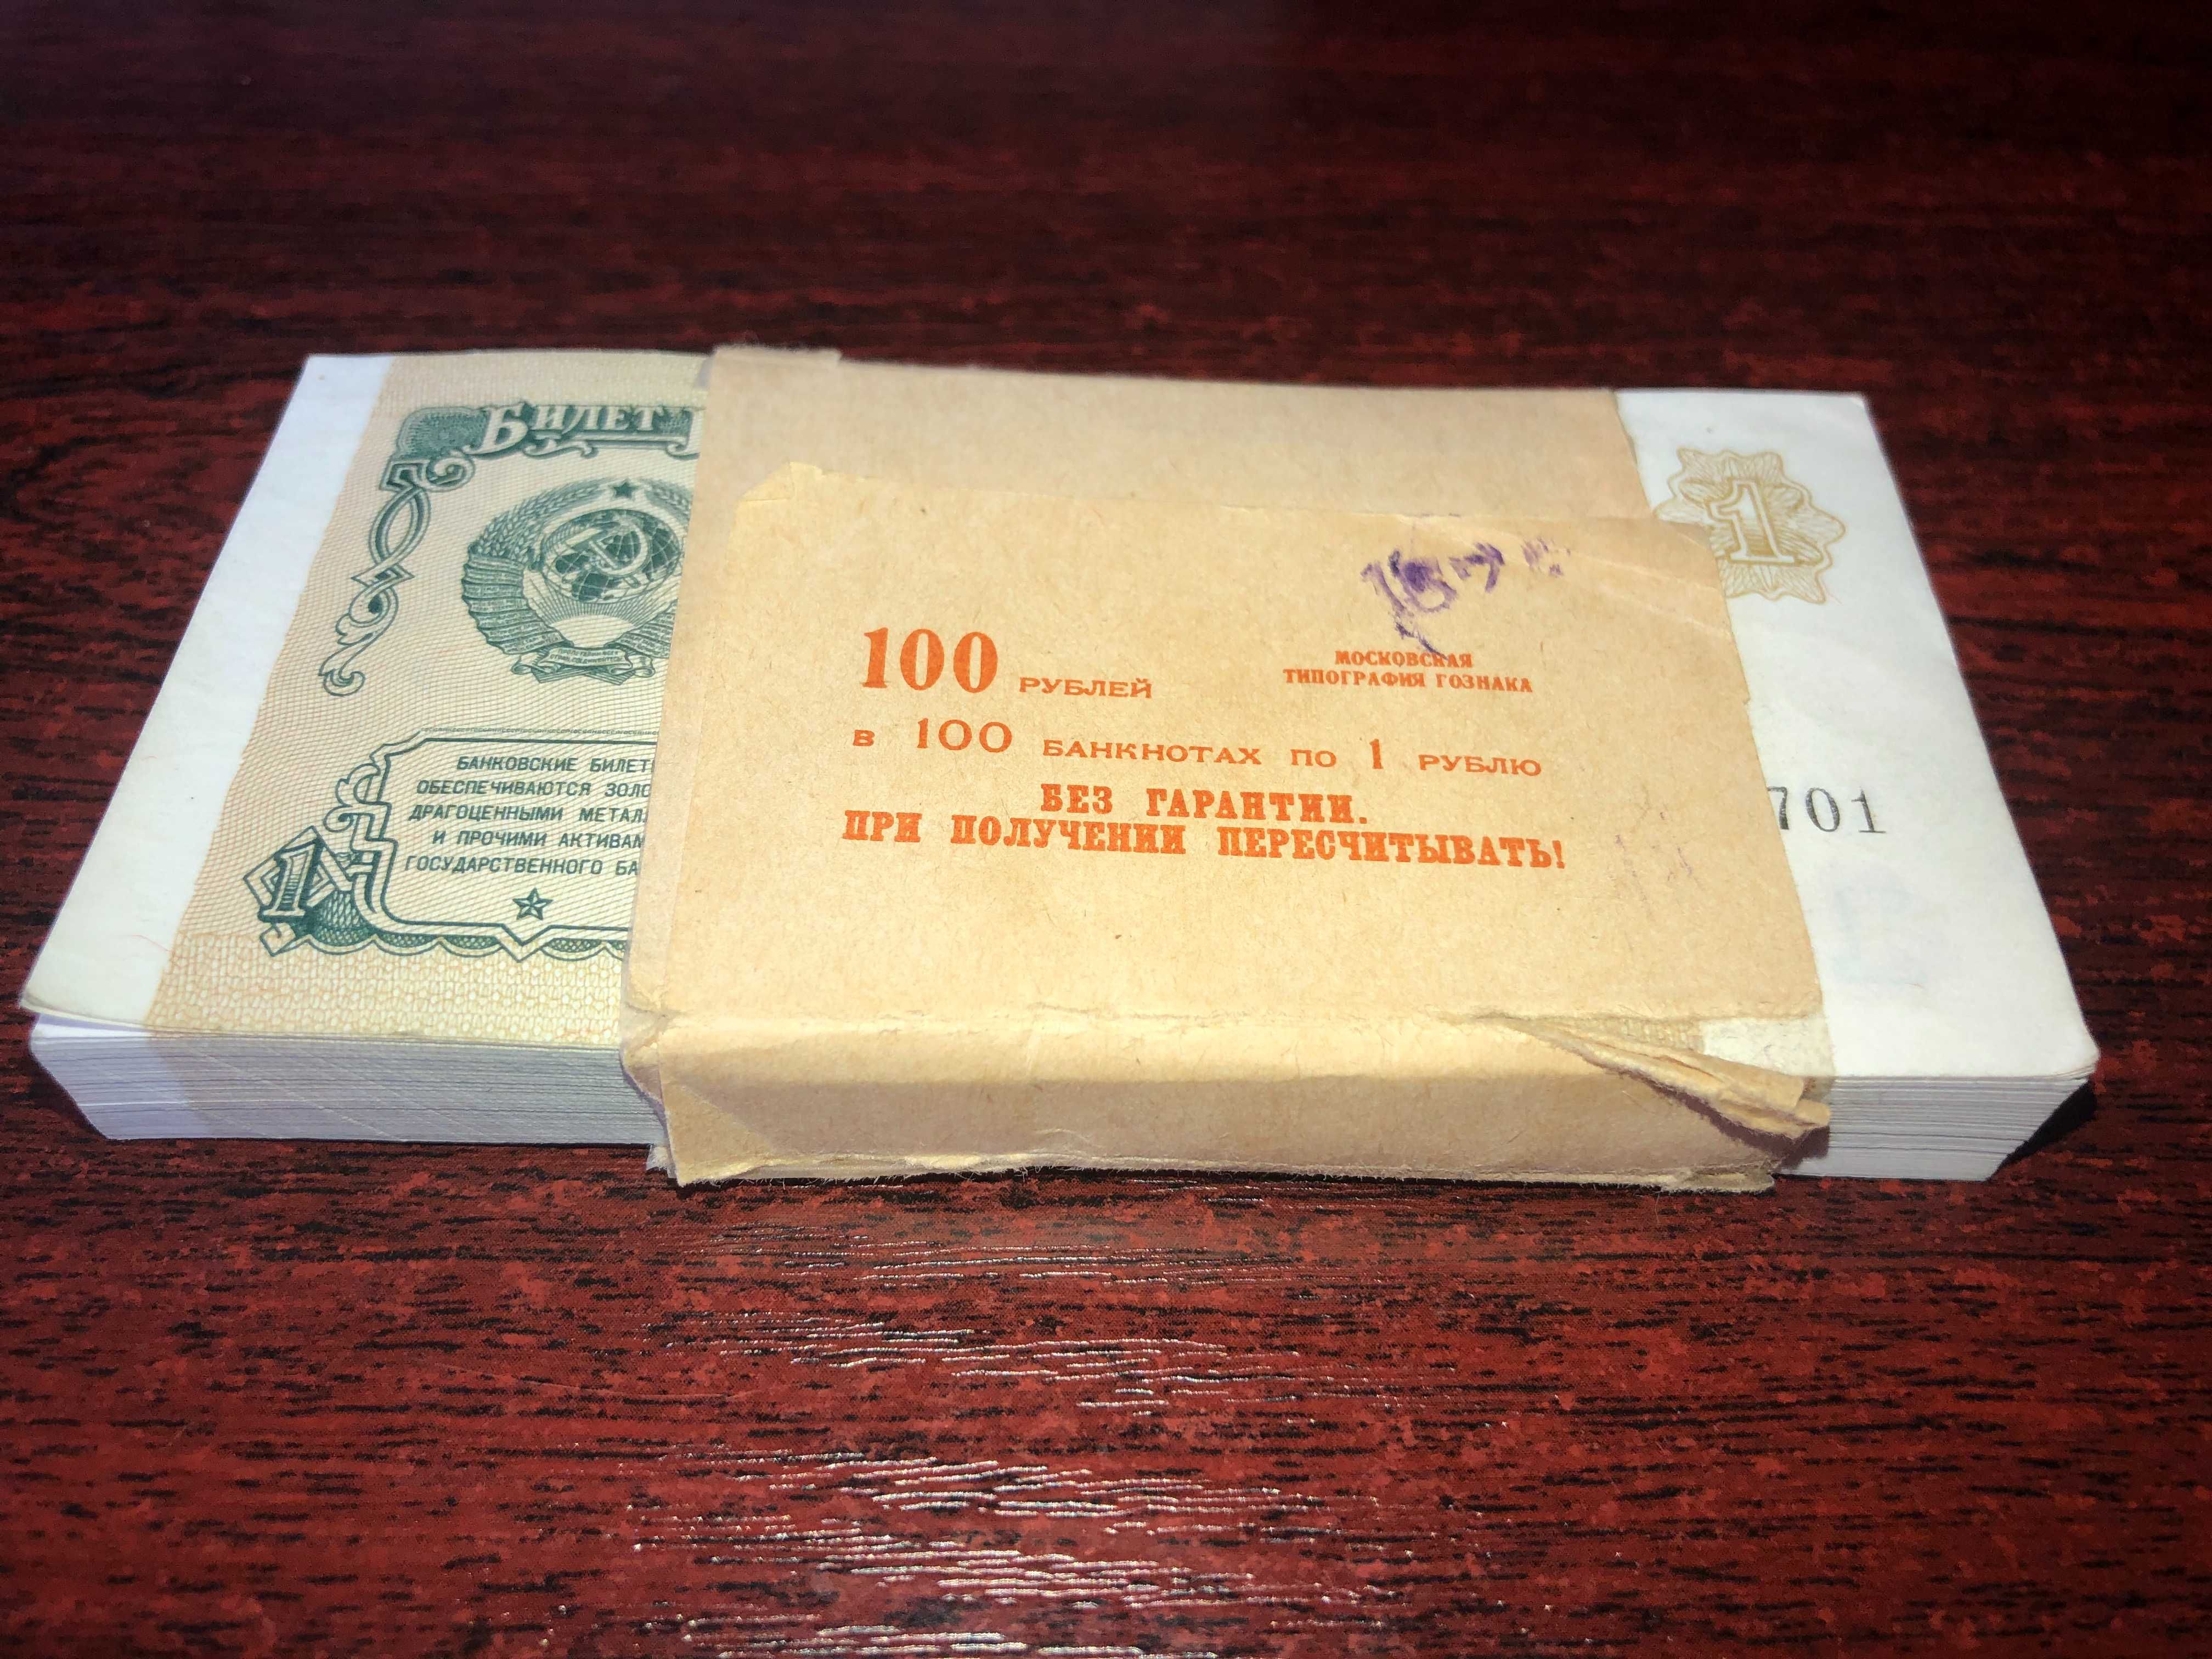 БИЛЕТ
БАНКОВСКИЕ БИЛЕТ
ОБЕСПЕЧИВАЮТСЯ ЗОЛО
ДРАГОЦЕННЫМИ МЕТАЛ
И ПРОЧИМИ АКТИВАМ
ГОСУДАРСТВЕННОГО БА
1
100 РУБЛЕЙ
МОСКОВСКАЯ
ТИПОГРАФИЯ ГОЗНАКА
В 100 БАНКНОТАХ ПО 1 РУБЛЮ
БЕЗ ГАРАНТИИ.
ПРИ ПОЛУЧЕНИИ ПЕРЕСЧИТЫВАТЬ!
1
701